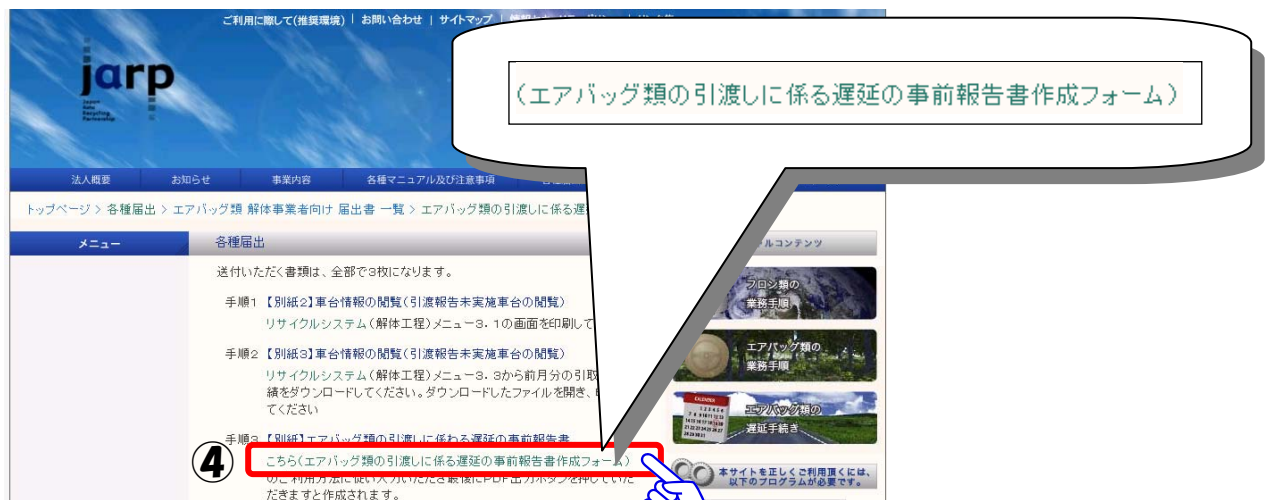 ご利用に際して(推奨環境) | お問い合わせ | サイトマップ |
jarp
(エアバッグ類の引渡しに係る遅延の事前報告書作成フォーム)
法人概要 お知らせ 事業内容 各種マニュアル及び注意事項
トップページ > 各種届出 > エアバッグ類 解体事業者向け 届出書 一覧 > エアバッグ類の引渡しに係る遅
メニュー
各種届出
ルコンテンツ
送付いただく書類は、全部で3枚になります。
手順1 【別紙2】車台情報の閲覧(引渡報告未実施車台の閲覧)
リサイクルシステム(解体工程)メニュー3.1の画面を印刷して
フロン類の
業務手順
手順2 【別紙3】車台情報の閲覧(引渡報告未実施車台の閲覧)
リサイクルシステム(解体工程)メニュー3.3から前月分の引取
績をダウンロードしてください。ダウンロードしたファイルを開き、
てください
エアバッグ類の
業務手順
エアバッグ類の
遅延手続き
手順3 【別紙】エアバッグ類の引渡しに係わる遅延の事前報告書
④
こちら(エアバッグ類の引渡しに係る遅延の事前報告書作成フォーム)
のご利用方法に従い入力いただき最後にPDF出力ボタンを押していた
だきますと作成されます。
本サイトを正しくご利用頂くには、
以下のプログラムが必要です。